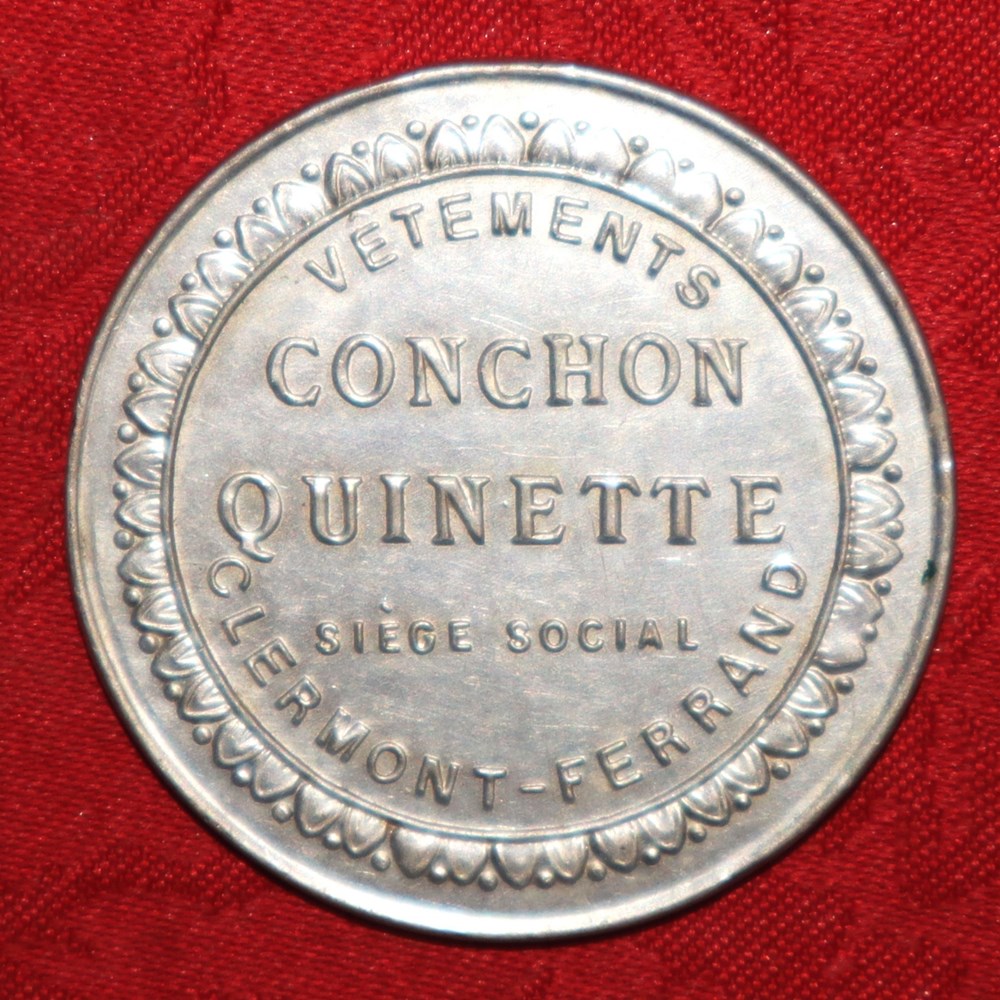 VÊTEMENTS
CONCHON
QUINETTE
SIÈGE SOCIAL
CLERMONT-FERRAND